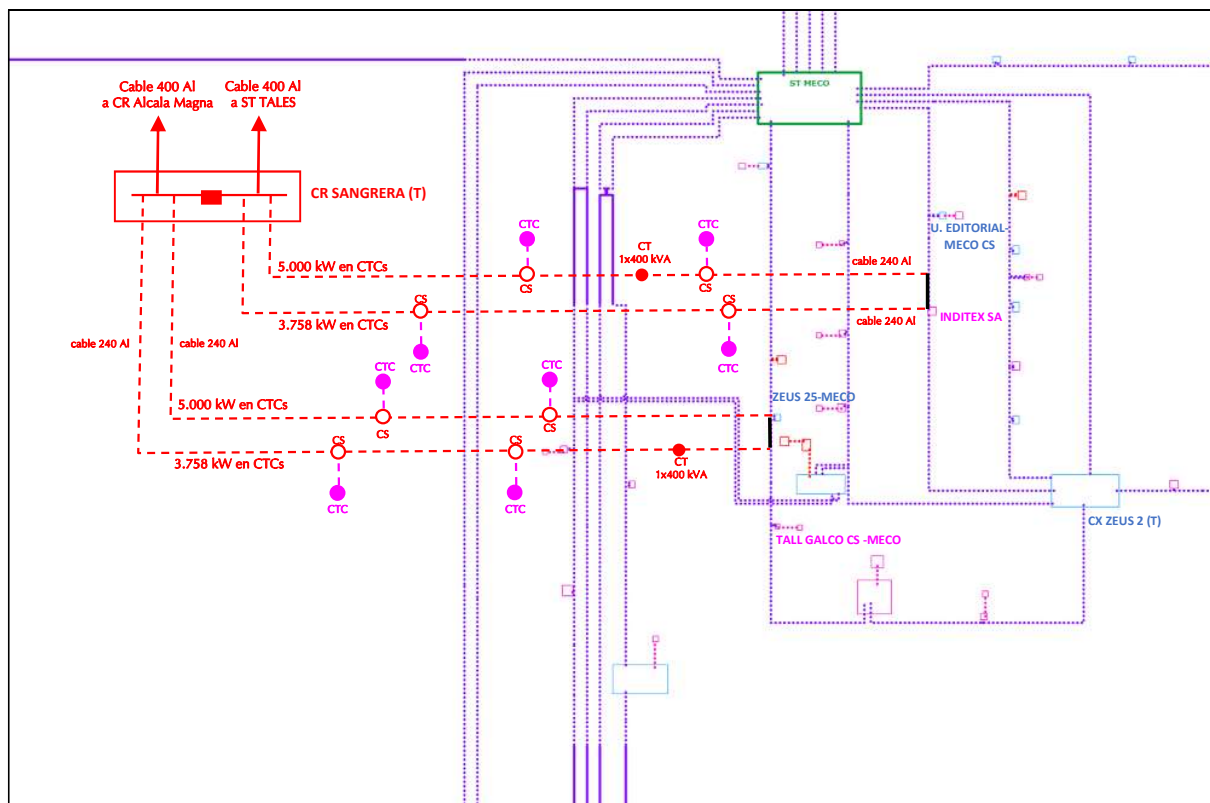 ST MECO
Cable 400 Al
a CR Alcala Magna
Cable 400 Al
a ST TALES
CR SANGRERA (T)
CTC
CTC
CT
1x400 kVA
U. EDITORIAL-
MECO CS
5.000 kW en CTCs
CS
CS
cable 240 Al
CS
CS
3.758 kW en CTCs
cable 240 Al
INDITEX SA
cable 240 Al
cable 240 Al
CTC
CTC
CTC
CTC
ZEUS 25-MECO
5.000 kW en CTCs
CS
CS
CS
CS
3.758 kW en CTCs
CT
1x400 kVA
CTC
CTC
CX ZEUS 2 (T)
TALL GALCO CS -MECO